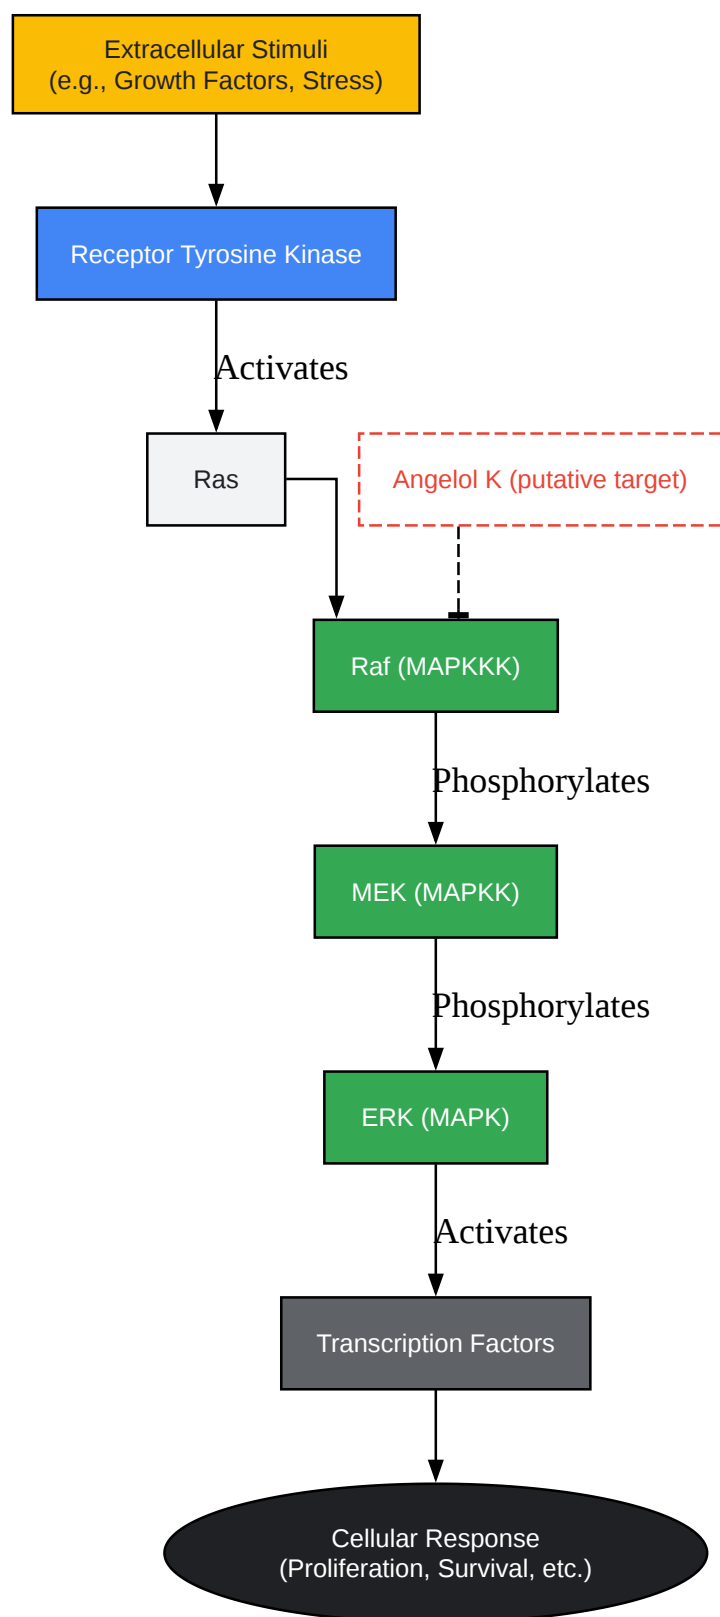 Extracellular Stimuli
(e.g., Growth Factors, Stress)
Receptor Tyrosine Kinase
Activates
Ras
Angelol K (putative target)
Raf (MAPKKK)
Phosphorylates
MEK (MAPKK)
Phosphorylates
ERK (MAPK)
Activates
Transcription Factors
Cellular Response
(Proliferation, Survival, etc.)